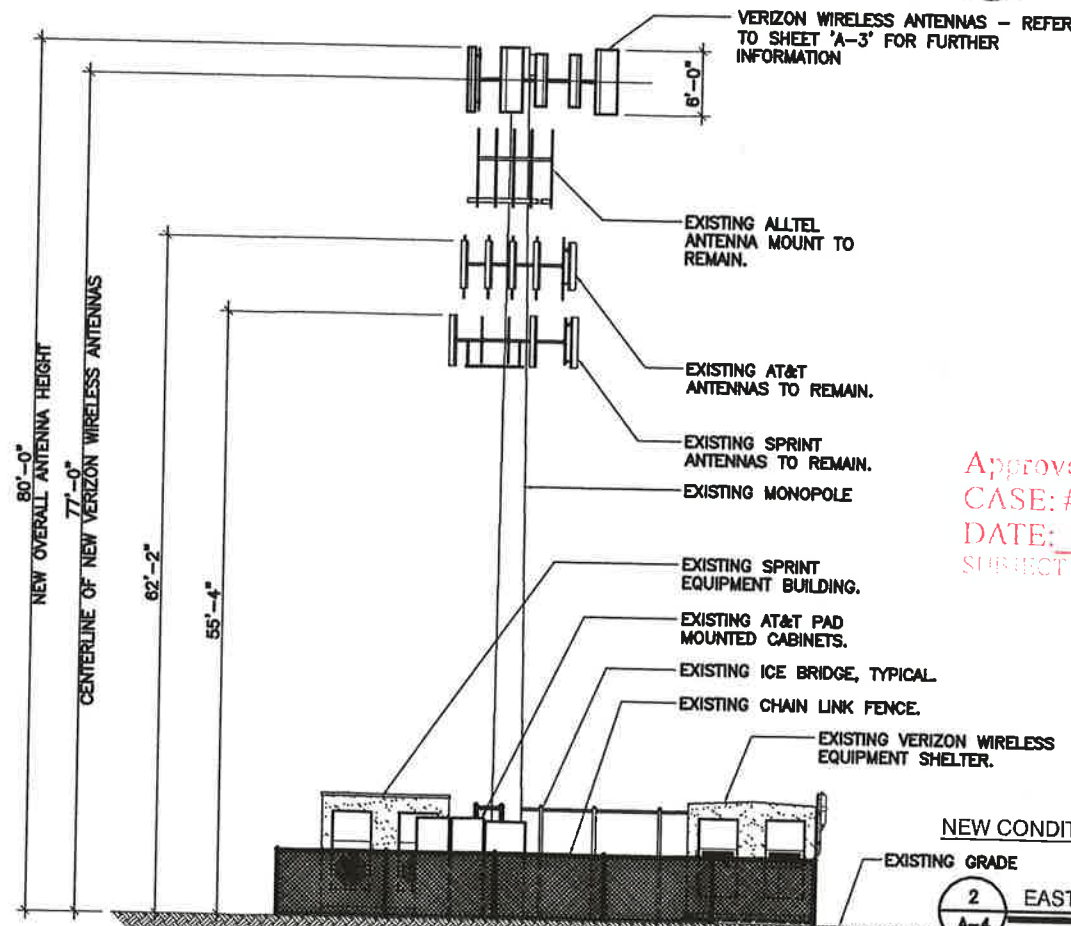 VERIZON WIRELESS ANTENNAS - REFER
TO SHEET 'A-3' FOR FURTHER
INFORMATION
6'-0"
EXISTING ALLTEL
ANTENNA MOUNT TO
REMAIN.
EXISTING AT&T
ANTENNAS TO REMAIN.
EXISTING SPRINT
ANTENNAS TO REMAIN.
EXISTING MONOPOLE
EXISTING SPRINT
EQUIPMENT BUILDING.
EXISTING AT&T PAD
MOUNTED CABINETS.
EXISTING ICE BRIDGE, TYPICAL.
EXISTING CHAIN LINK FENCE.
EXISTING VERIZON WIRELESS
EQUIPMENT SHELTER.
EXISTING GRADE
80'-0"
NEW OVERALL ANTENNA HEIGHT
77'-0"
CENTERLINE OF NEW VERIZON WIRELESS ANTENNAS
62'-2"
55'-4"
CASE: #
DATE:
SUBJECT
2
A-4
EAST